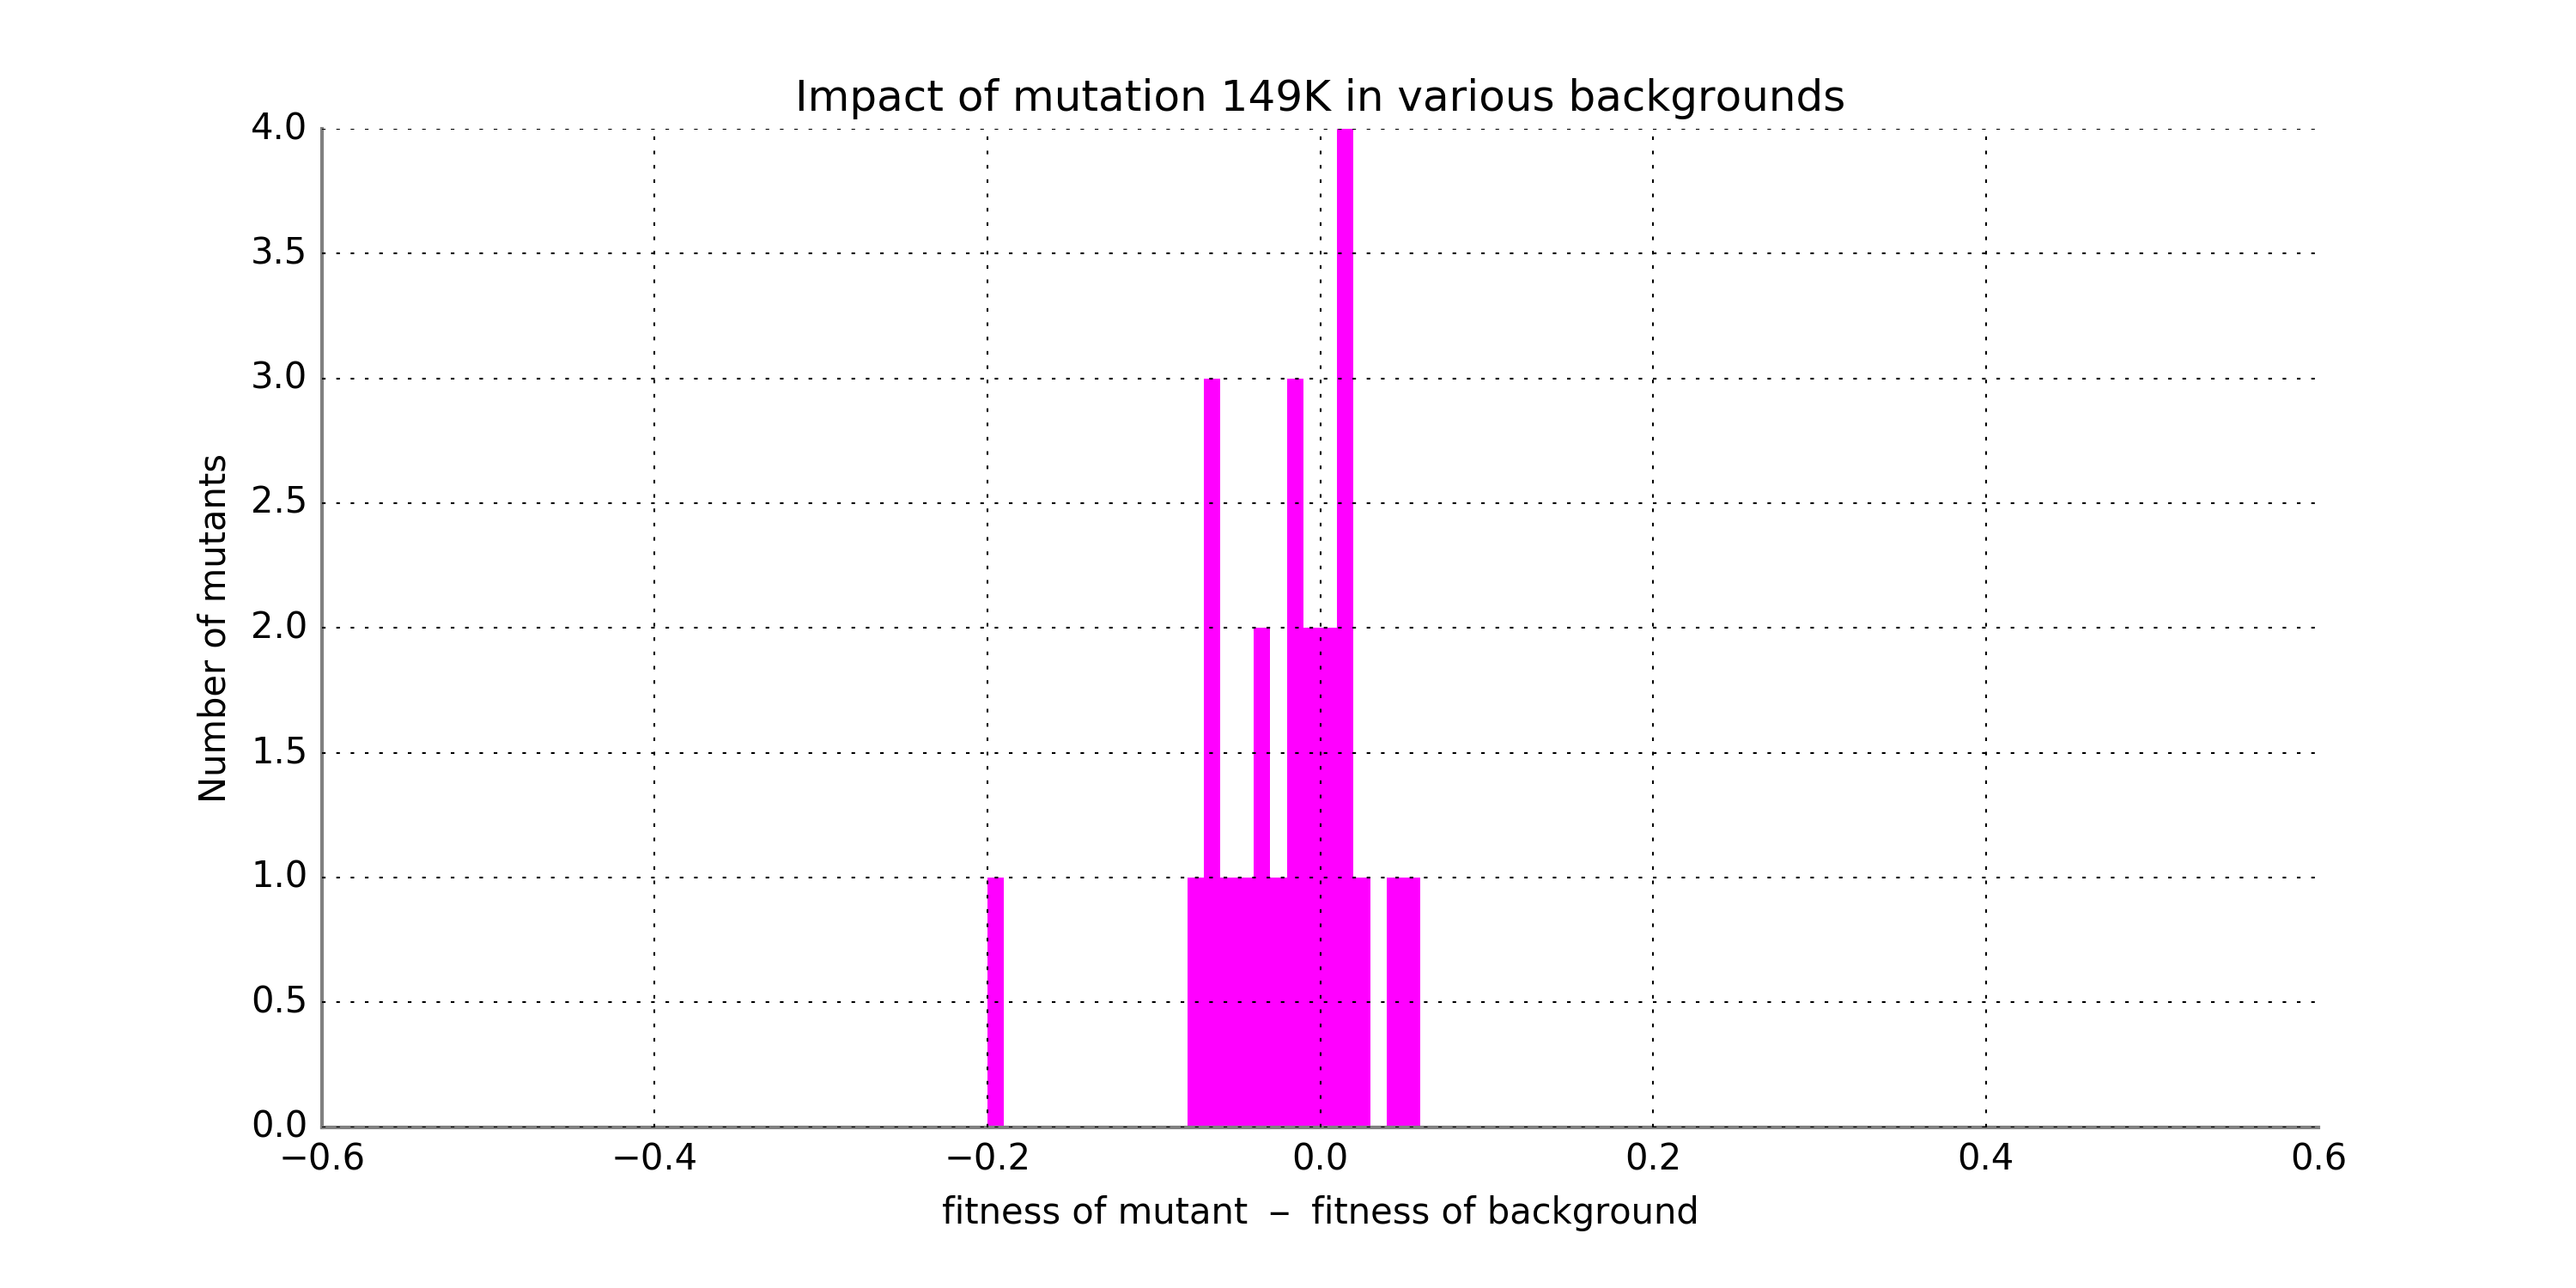 Impact of mutation 149K in various backgrounds
4.0
3.5
3.0
2.5
2.0
1.5
1.0
0.5
0.0
Number of mutants
−0.6 −0.4 −0.2 0.0 0.2 0.4 0.6
fitness of mutant − fitness of background